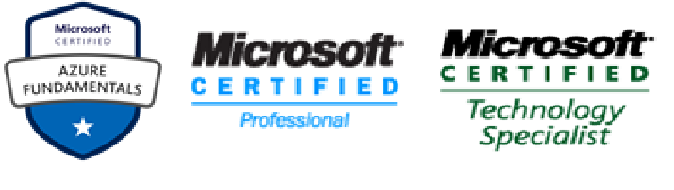 Microsoft
CERTIFIED
AZURE
FUNDAMENTALS
Microsoft
CERTIFIED
Professional
Microsoft
CERTIFIED
Technology
Specialist